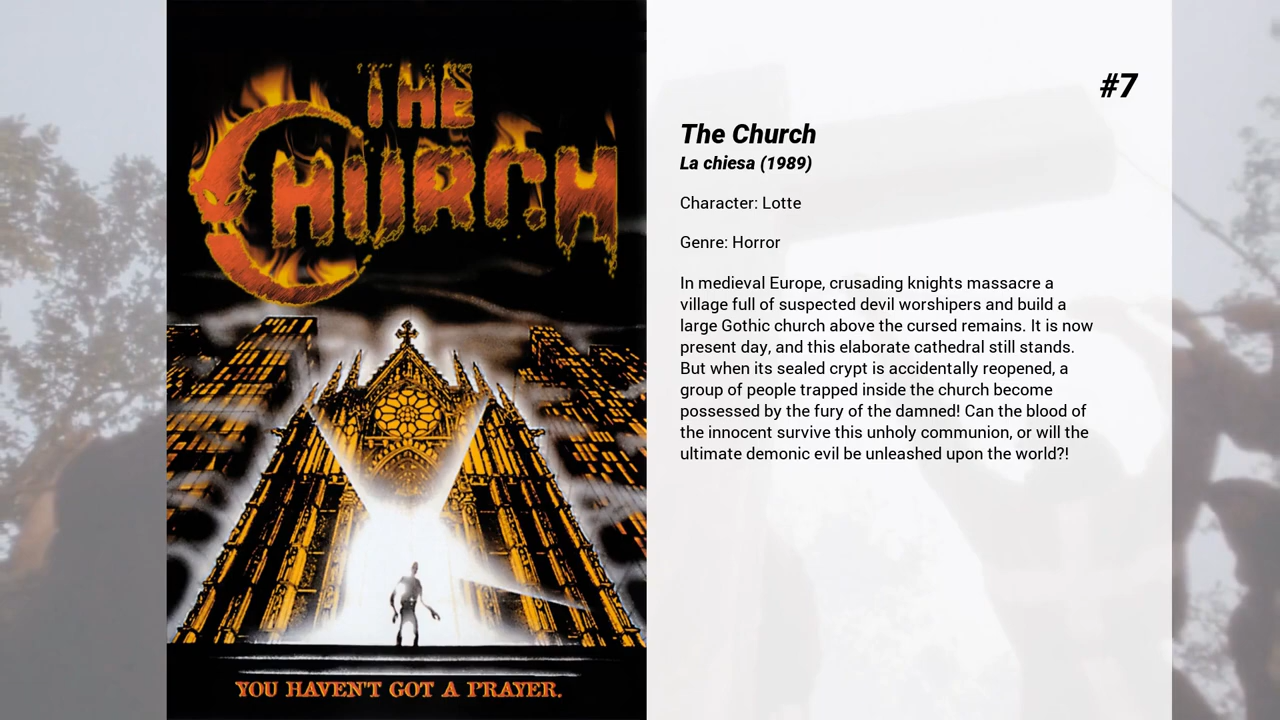 THE
CHURCH
YOU HAVEN'T GOT A PRAYER.
#7
The Church
La chiesa (1989)
Character: Lotte
Genre: Horror
In medieval Europe, crusading knights massacre a
village full of suspected devil worshipers and build a
large Gothic church above the cursed remains. It is now
present day, and this elaborate cathedral still stands.
But when its sealed crypt is accidentally reopened, a
group of people trapped inside the church become
possessed by the fury of the damned! Can the blood of
the innocent survive this unholy communion, or will the
ultimate demonic evil be unleashed upon the world?!